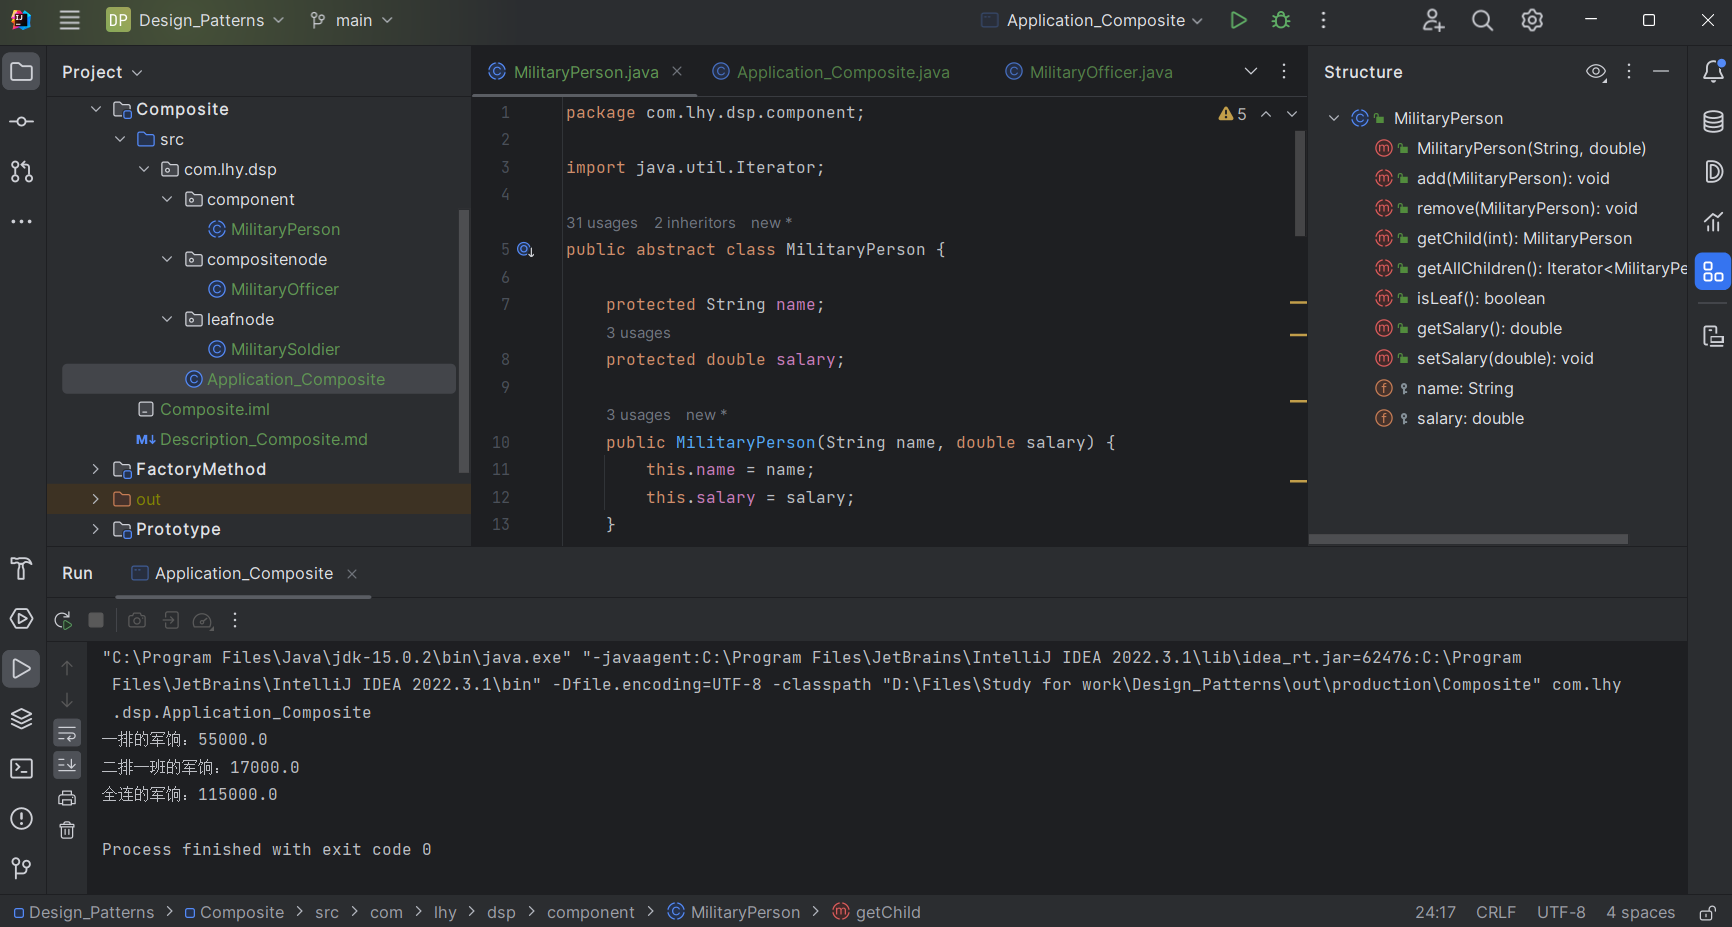 DP Design_Patterns main Application_Composite
Project
Composite
src
com.lhy.dsp
component
MilitaryPerson
compositenode
MilitaryOfficer
leafnode
MilitarySoldier
Application_Composite
Composite.iml
M↓ Description_Composite.md
FactoryMethod
out
Prototype
MilitaryPerson.java Application_Composite.java MilitaryOfficer.java
5
1 package com.lhy.dsp.component;
2
3 import java.util.Iterator;
4
31 usages 2 inheritors new *
5 public abstract class MilitaryPerson {
6
7 protected String name;
3 usages
8 protected double salary;
9
3 usages new *
10 public MilitaryPerson(String name, double salary) {
11 this.name = name;
12 this.salary = salary;
13 }
Structure
MilitaryPerson
MilitaryPerson(String, double)
add(MilitaryPerson): void
remove(MilitaryPerson): void
getChild(int): MilitaryPerson
getAllChildren(): Iterator<MilitaryPe
isLeaf(): boolean
getSalary(): double
setSalary(double): void
name: String
salary: double
Run Application_Composite
"C:\Program Files\Java\jdk-15.0.2\bin\java.exe" "-javaagent:C:\Program Files\JetBrains\IntelliJ IDEA 2022.3.1\lib\idea_rt.jar=62476:C:\Program
Files\JetBrains\IntelliJ IDEA 2022.3.1\bin" -Dfile.encoding=UTF-8 -classpath "D:\Files\Study for work\Design_Patterns\out\production\Composite" com.lhy
.dsp.Application_Composite
一排的军饷：55000.0
二排一班的军饷：17000.0
全连的军饷：115000.0
Process finished with exit code 0
Design_Patterns > Composite > src > com > lhy > dsp > component > MilitaryPerson > getChild
24:17 CRLF UTF-8 4 spaces